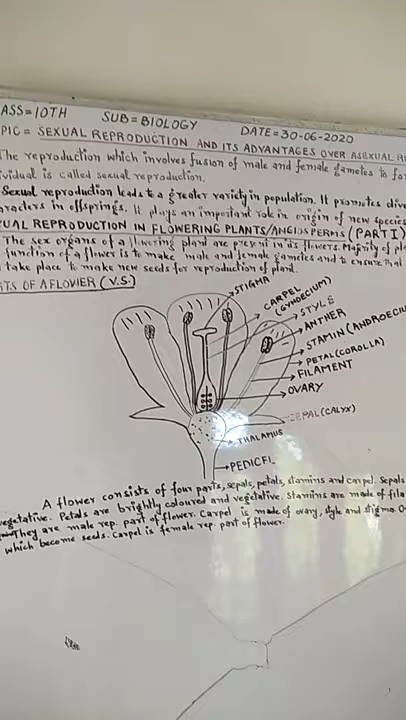 ASS=10TH SUB=BIOLOGY DATE=30-06-2020
PIC= SEXUAL REPRODUCTION AND ITS ADVANTAGES OVER ASEXUAL RE
The reproduction which involves fusion of male and female gametes to for
ividual is called sexual reproduction.
Sexual reproduction leads to a greater variety in population. It promotes dive
aracters in offsprings. It plays an important role in origin of new species
UAL REPRODUCTION IN FLOWERING PLANTS/ANGIOSPERMS (PART I)
The sex organs of a flowering plant are present in its flowers. Majority of pla
function of a flower is to make male and female gametes and to ensure that
take place to make new seeds for reproduction of plant.
TS OF A FLOWER (V.S)
STIGMA
CARPEL
(GYNOECIUM)
STYLE
ANTHER
STAMIN (ANDROECIU
PETAL (COROLLA)
FILAMENT
OVARY
SEPAL (CALYX)
THALAMUS
PEDICEL
A flower consists of four parts, sepals, petals, stamins and carpel. Sepals
vegetative. Petals are brightly coloured and vegetative. Stamins are made of fila
They are male rep. part of flower. Carpel is made of ovary, style and stigma. O
which become seeds. Carpel is female rep. part of flower.